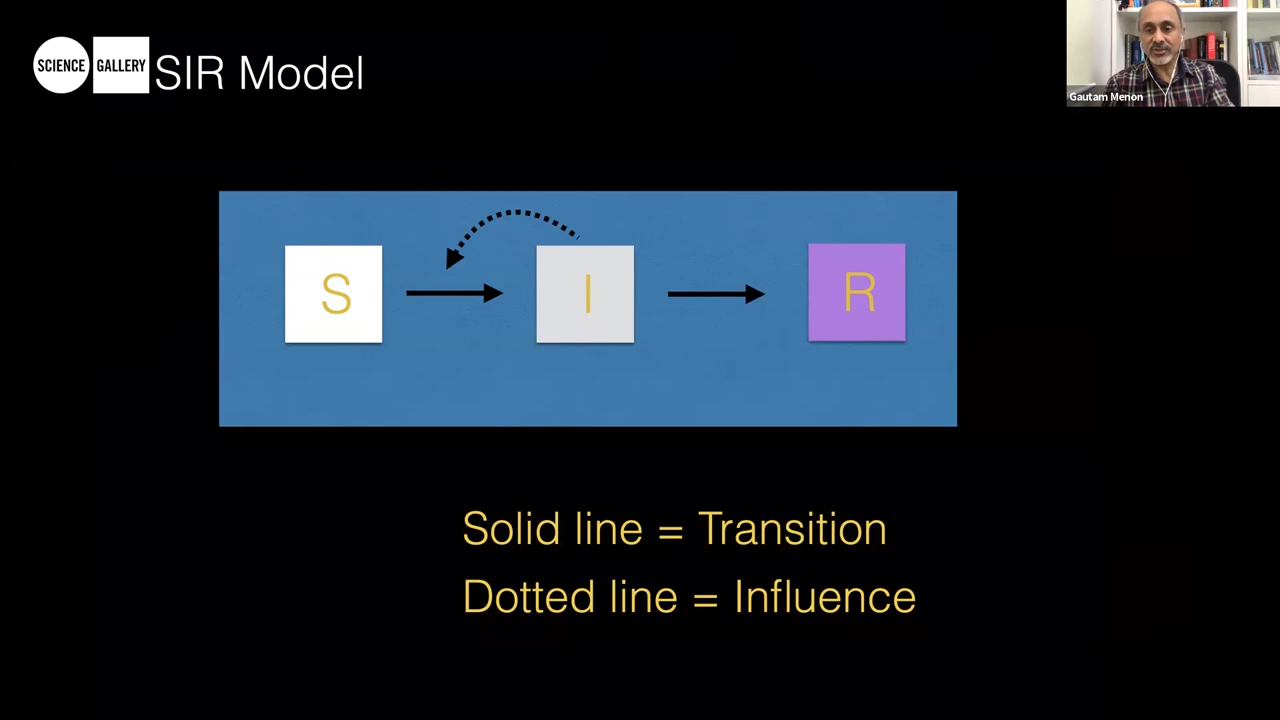 SCIENCE GALLERY SIR Model
Gautam Menon
S I R
Solid line = Transition
Dotted line = Influence